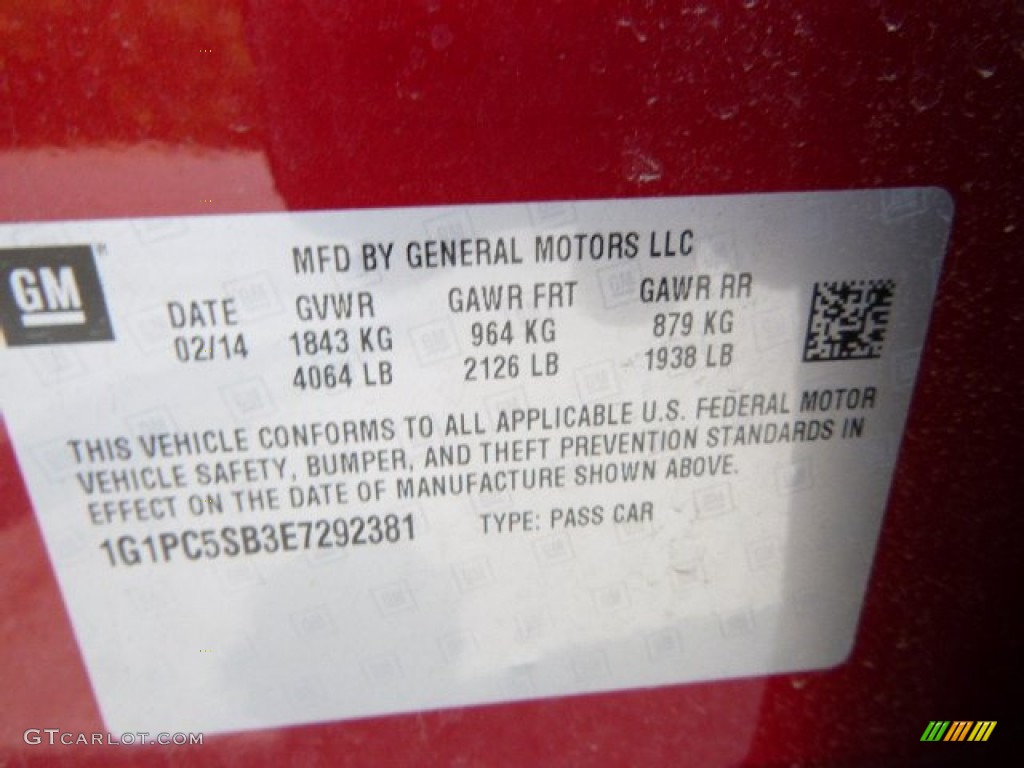 MFD BY GENERAL MOTORS LLC
GM
DATE GVWR GAWR FRT GAWR RR
02/14 1843 KG 964 KG 879 KG
4064 LB 2126 LB 1938 LB
THIS VEHICLE CONFORMS TO ALL APPLICABLE U.S. FEDERAL MOTOR
VEHICLE SAFETY, BUMPER, AND THEFT PREVENTION STANDARDS IN
EFFECT ON THE DATE OF MANUFACTURE SHOWN ABOVE.
1G1PC5SB3E7292381 TYPE: PASS CAR
GTCARLOT.COM